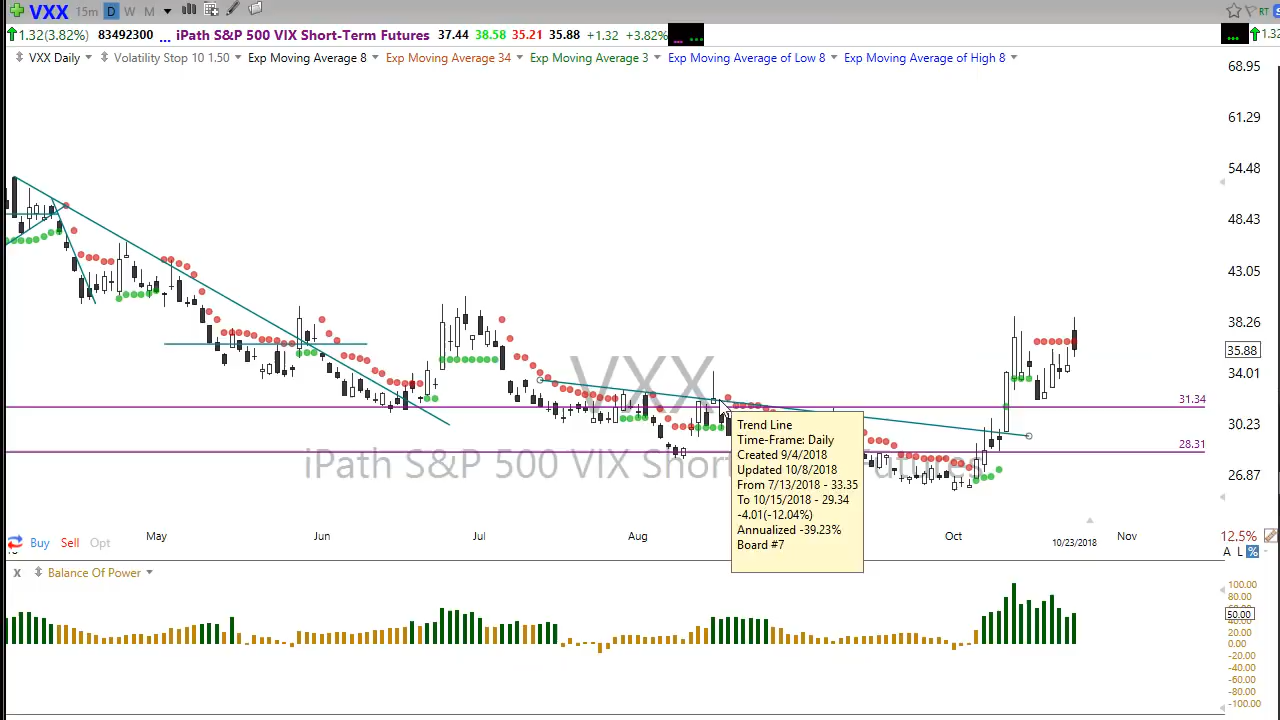 VXX 15m D W M
1.32(3.82%) 83492300 ... iPath S&P 500 VIX Short-Term Futures 37.44 38.58 35.21 35.88 +1.32 +3.82% 1.32
VXX Daily Volatility Stop 10 1.50 Exp Moving Average 8 Exp Moving Average 34 Exp Moving Average 3 Exp Moving Average of Low 8 Exp Moving Average of High 8
68.95
61.29
54.48
48.43
43.05
38.26
35.88
34.01
31.34
30.23
28.31
26.87
VXX
iPath S&P 500 VIX Shor
Futures
Trend Line
Time-Frame: Daily
Created 9/4/2018
Updated 10/8/2018
From 7/13/2018 - 33.35
To 10/15/2018 - 29.34
-4.01(-12.04%)
Annualized -39.23%
Board #7
Buy Sell Opt
May Jun Jul Aug Oct 10/23/2018 Nov
12.5%
A L %
X Balance Of Power
100.00
80.00
50.00
20.00
0.00
-20.00
-40.00
-60.00
-80.00
-100.00